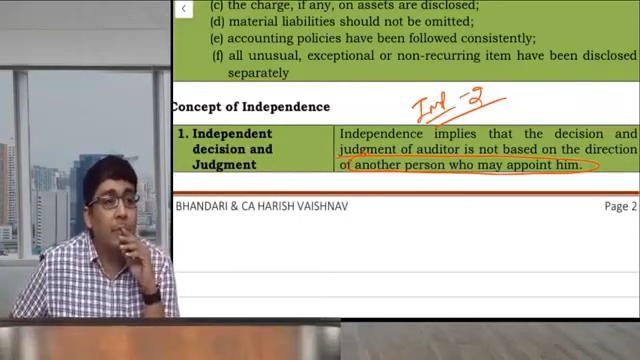 (c) the charge, if any, on assets are disclosed;
(d) material liabilities should not be omitted;
(e) accounting policies have been followed consistently;
(f) all unusual, exceptional or non-recurring item have been disclosed
separately
Concept of Independence
Imp -2
1. Independent
decision and
Judgment
Independence implies that the decision and
judgment of auditor is not based on the direction
of another person who may appoint him.
BHANDARI & CA HARISH VAISHNAV
Page 2